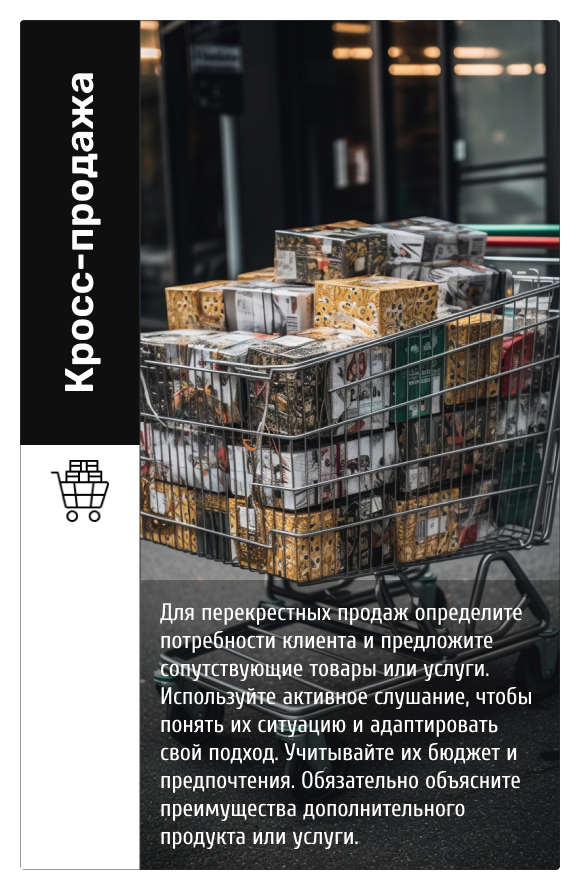 Кросс-продажа
Для перекрестных продаж определите
потребности клиента и предложите
сопутствующие товары или услуги.
Используйте активное слушание, чтобы
понять их ситуацию и адаптировать
свой подход. Учитывайте их бюджет и
предпочтения. Обязательно объясните
преимущества дополнительного
продукта или услуги.